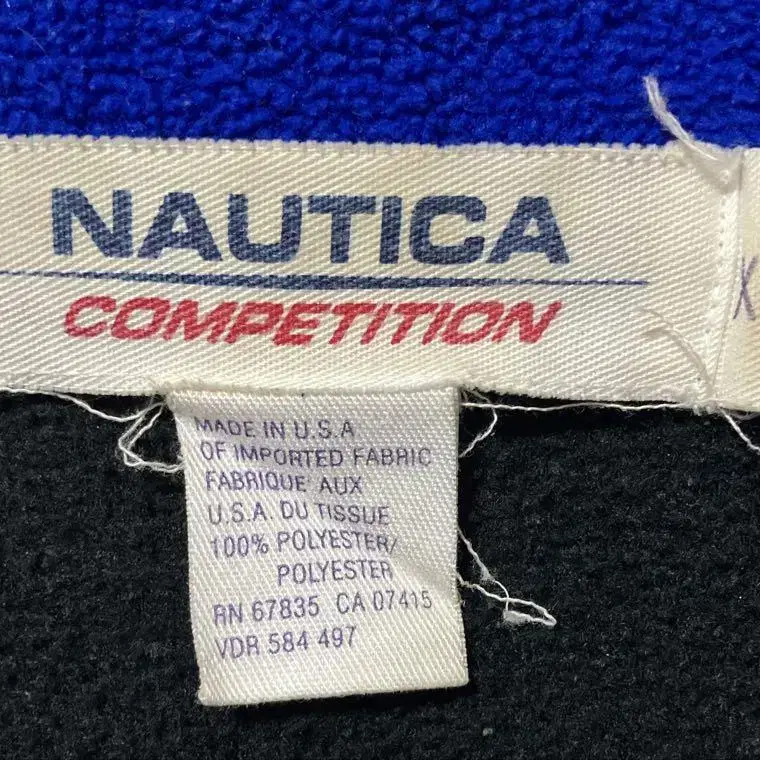 NAUTICA
COMPETITION
X
MADE IN U.S.A
OF IMPORTED FABRIC
FABRIQUE AUX
U.S.A. DU TISSUE
100% POLYESTER/
POLYESTER
RN 67835 CA 07415
VDR 584 497